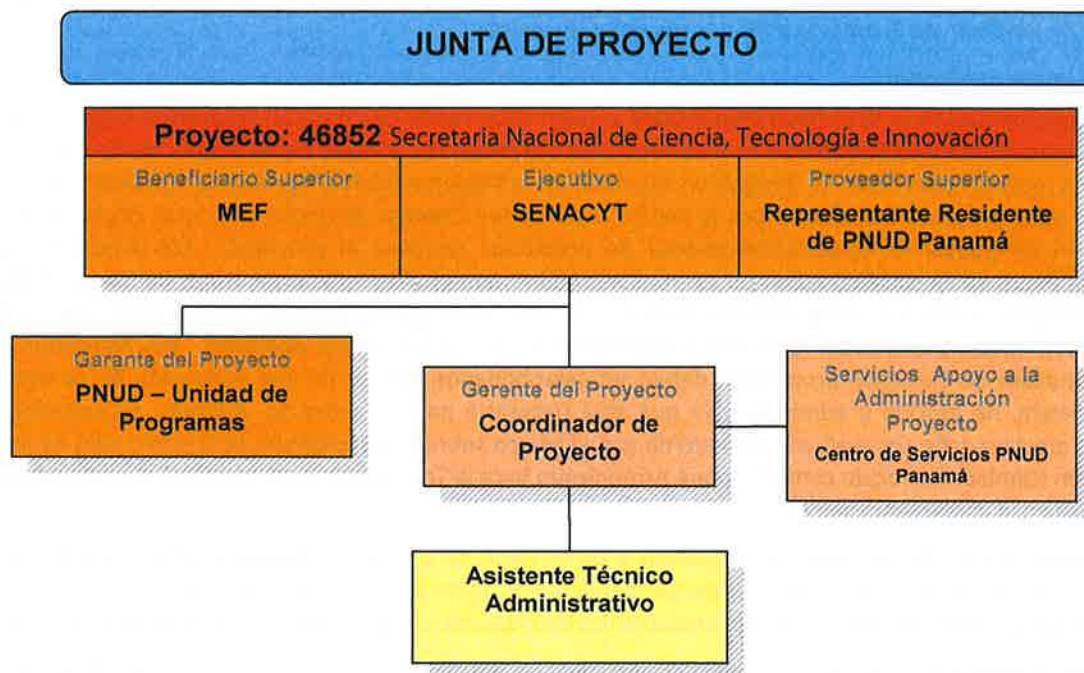 JUNTA DE PROYECTO
Proyecto: 46852 Secretaria Nacional de Ciencia, Tecnología e Innovación
Beneficiario Superior
MEF
Ejecutivo
SENACYT
Proveedor Superior
Representante Residente
de PNUD Panamá
Garante del Proyecto
PNUD – Unidad de
Programas
Gerente del Proyecto
Coordinador de
Proyecto
Servicios Apoyo a la
Administración
Proyecto
Centro de Servicios PNUD
Panamá
Asistente Técnico
Administrativo